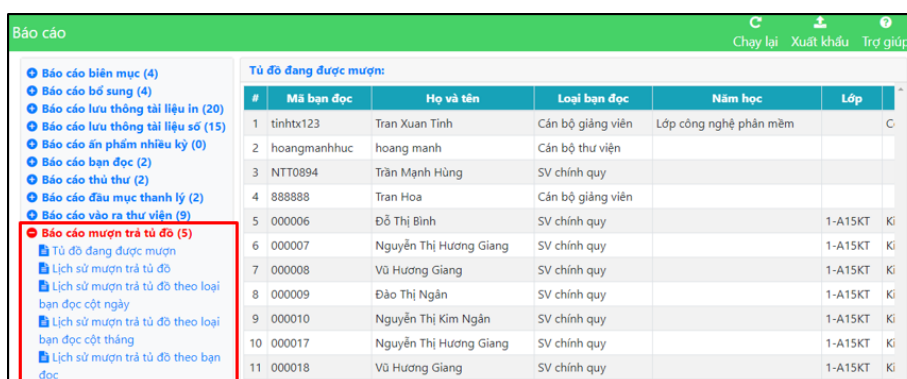 Báo cáo
Chạy lại Xuất khẩu Trợ giúp
Báo cáo biên mục (4)
Báo cáo bổ sung (4)
Báo cáo lưu thông tài liệu in (20)
Báo cáo lưu thông tài liệu số (15)
Báo cáo ấn phẩm nhiều kỳ (0)
Báo cáo bạn đọc (2)
Báo cáo thủ thư (2)
Báo cáo đầu mục thanh lý (2)
Báo cáo vào ra thư viện (9)
Báo cáo mượn trả tủ đồ (5)
Tủ đồ đang được mượn
Lịch sử mượn trả tủ đồ
Lịch sử mượn trả tủ đồ theo loại
bạn đọc cột ngày
Lịch sử mượn trả tủ đồ theo loại
bạn đọc cột tháng
Lịch sử mượn trả tủ đồ theo bạn
đọc
Tủ đồ đang được mượn:
# Mã bạn đọc Họ và tên Loại bạn đọc Năm học Lớp
1 tinhtx123 Tran Xuan Tinh Cán bộ giảng viên Lớp công nghệ phần mềm C
2 hoangmanhhuc hoang manh Cán bộ thư viện
3 NTT0894 Trần Mạnh Hùng SV chính quy
4 888888 Tran Hoa Cán bộ giảng viên
5 000006 Đỗ Thị Bình SV chính quy 1-A15KT Ki
6 000007 Nguyễn Thị Hương Giang SV chính quy 1-A15KT Ki
7 000008 Vũ Hương Giang SV chính quy 1-A15KT Ki
8 000009 Đào Thị Ngân SV chính quy 1-A15KT Ki
9 000010 Nguyễn Thị Kim Ngân SV chính quy 1-A15KT Ki
10 000017 Nguyễn Thị Hương Giang SV chính quy 1-A15KT Ki
11 000018 Vũ Hương Giang SV chính quy 1-A15KT Ki